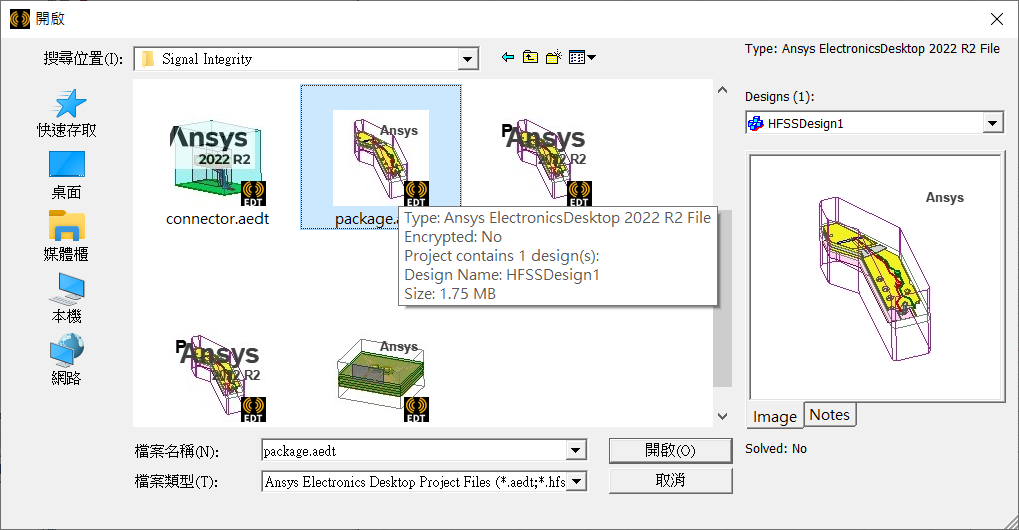 開啟
搜尋位置(I):
Signal Integrity
快速存取
桌面
媒體櫃
本機
網路
Ansys
2022 R2
EDT
connector.aedt
Ansys
EDT
package.a
P
Ansys
2022 R2
EDT
Type: Ansys ElectronicsDesktop 2022 R2 File
Encrypted: No
Project contains 1 design(s):
Design Name: HFSSDesign1
Size: 1.75 MB
P
Ansys
2022 R2
EDT
Ansys
EDT
檔案名稱(N):
package.aedt
開啟(O)
檔案類型(T):
Ansys Electronics Desktop Project Files (*.aedt;*.hfs
取消
Type: Ansys ElectronicsDesktop 2022 R2 File
Designs (1):
HFSSDesign1
Ansys
Image
Notes
Solved: No